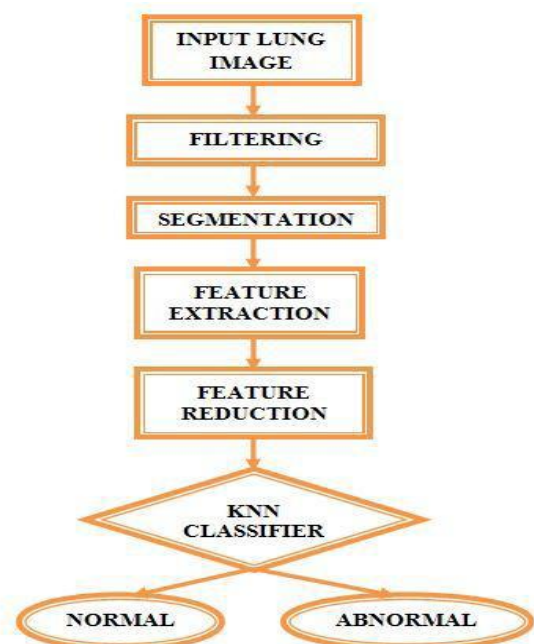 INPUT LUNG
IMAGE
FILTERING
SEGMENTATION
FEATURE
EXTRACTION
FEATURE
REDUCTION
KNN
CLASSIFIER
NORMAL
ABNORMAL